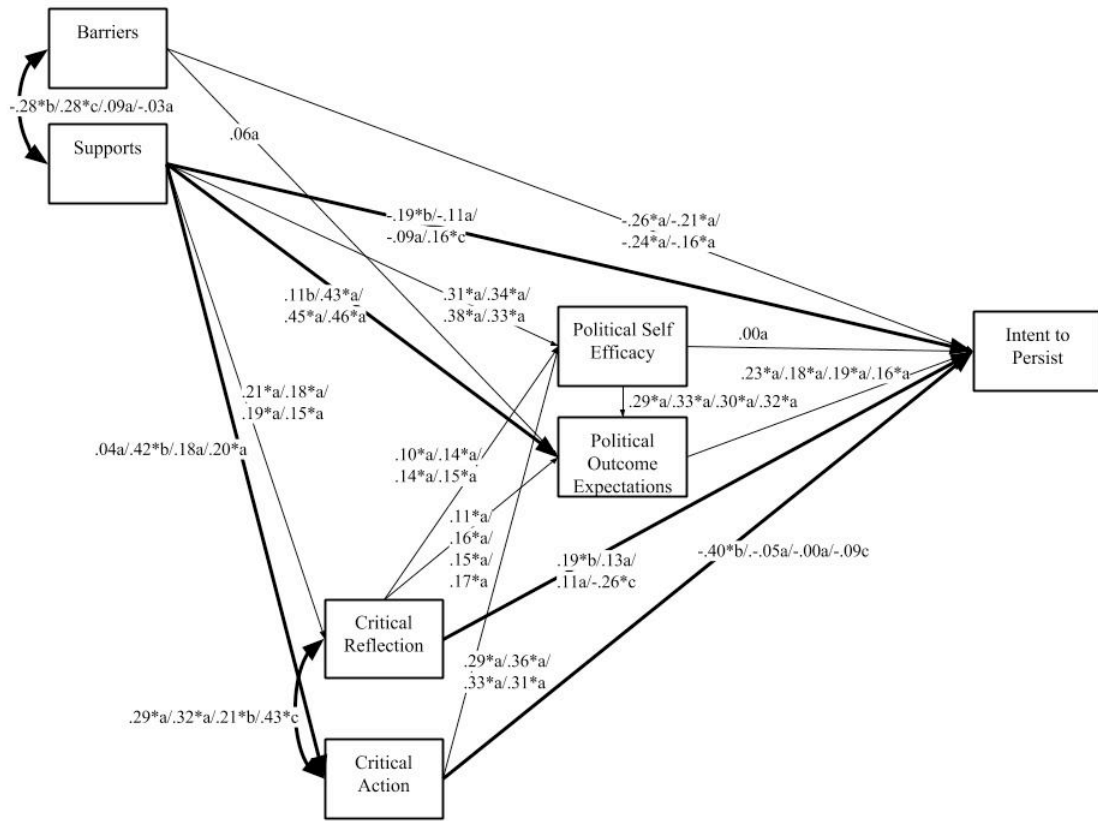 Barriers
-.28*b/.28*c/.09a/-.03a
Supports
.06a
-.19*b/-.11a/
-.09a/.16*c
-.26*a/-.21*a/
-.24*a/-.16*a
.11b/.43*a/
.45*a/.46*a
.31*a/.34*a/
.38*a/.33*a
Political Self
Efficacy
.00a
Intent to
Persist
.23*a/.18*a/.19*a/.16*a
.29*a/.33*a/.30*a/.32*a
.21*a/.18*a/
.19*a/.15*a
Political
Outcome
Expectations
.04a/.42*b/.18a/.20*a
.10*a/.14*a/
.14*a/.15*a
.11*a/
.16*a/
.15*a/
.17*a
.19*b/.13a/
.11a/-.26*c
-.40*b/.-.05a/-.00a/-.09c
Critical
Reflection
.29*a/.36*a/
.33*a/.31*a
.29*a/.32*a/.21*b/.43*c
Critical
Action